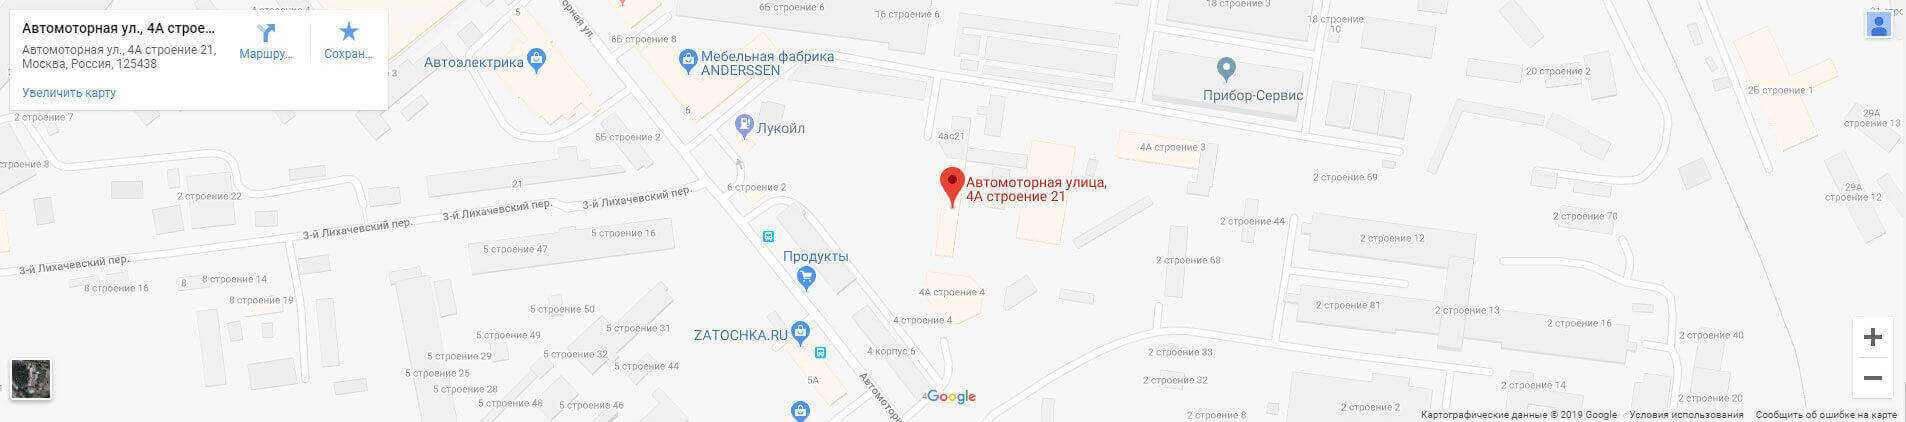 Автомоторная ул., 4А строе...
Автомоторная ул., 4А строение 21,
Москва, Россия, 125438
Маршру...
Сохран...
Увеличить карту
5
6
6Б строение 6
16 строение 6
6Б строение 8
18 строение 3
18 строение
10
Автоэлектрика
Мебельная фабрика
ANDERSSEN
20 строение 2
2Б строение 1
Прибор-Сервис
29А
строение 13
2 строение 7
6
5Б строение 2
Лукойл
4ас21
4А строение 3
строение 8
21
2 строение 22
6 строение 2
2 строение 69
Автомоторная улица,
4А строение 21
29А
строение 12
3-й Лихачевский пер.
3-й Лихачевский пер.
3-й Лихачевский пер.
2 строение 44
2 строение 70
5 строение 16
5 строение 47
2 строение 12
Продукты
2 строение 68
8 строение 14
8 строение 16
8
8 строение 19
4А строение 4
5 строение 50
2 строение 81
2 строение 13
4 строение 4
2 строение 16
5 строение 31
5 строение 49
ZATOCHKA.RU
2 строение 40
4 корпус 6
2 строение 33
5 строение 29
5 строение 32
5 строение 44
5 строение 25
5А
2 строение 32
2 строение 20
2 строение 14
5 строение 28
5 строение 48
5 строение 46
Автомоторн
Google
2 строение 8
2 строение 2
Картографические данные © 2019 Google
Условия использования
Сообщить об ошибке на карте